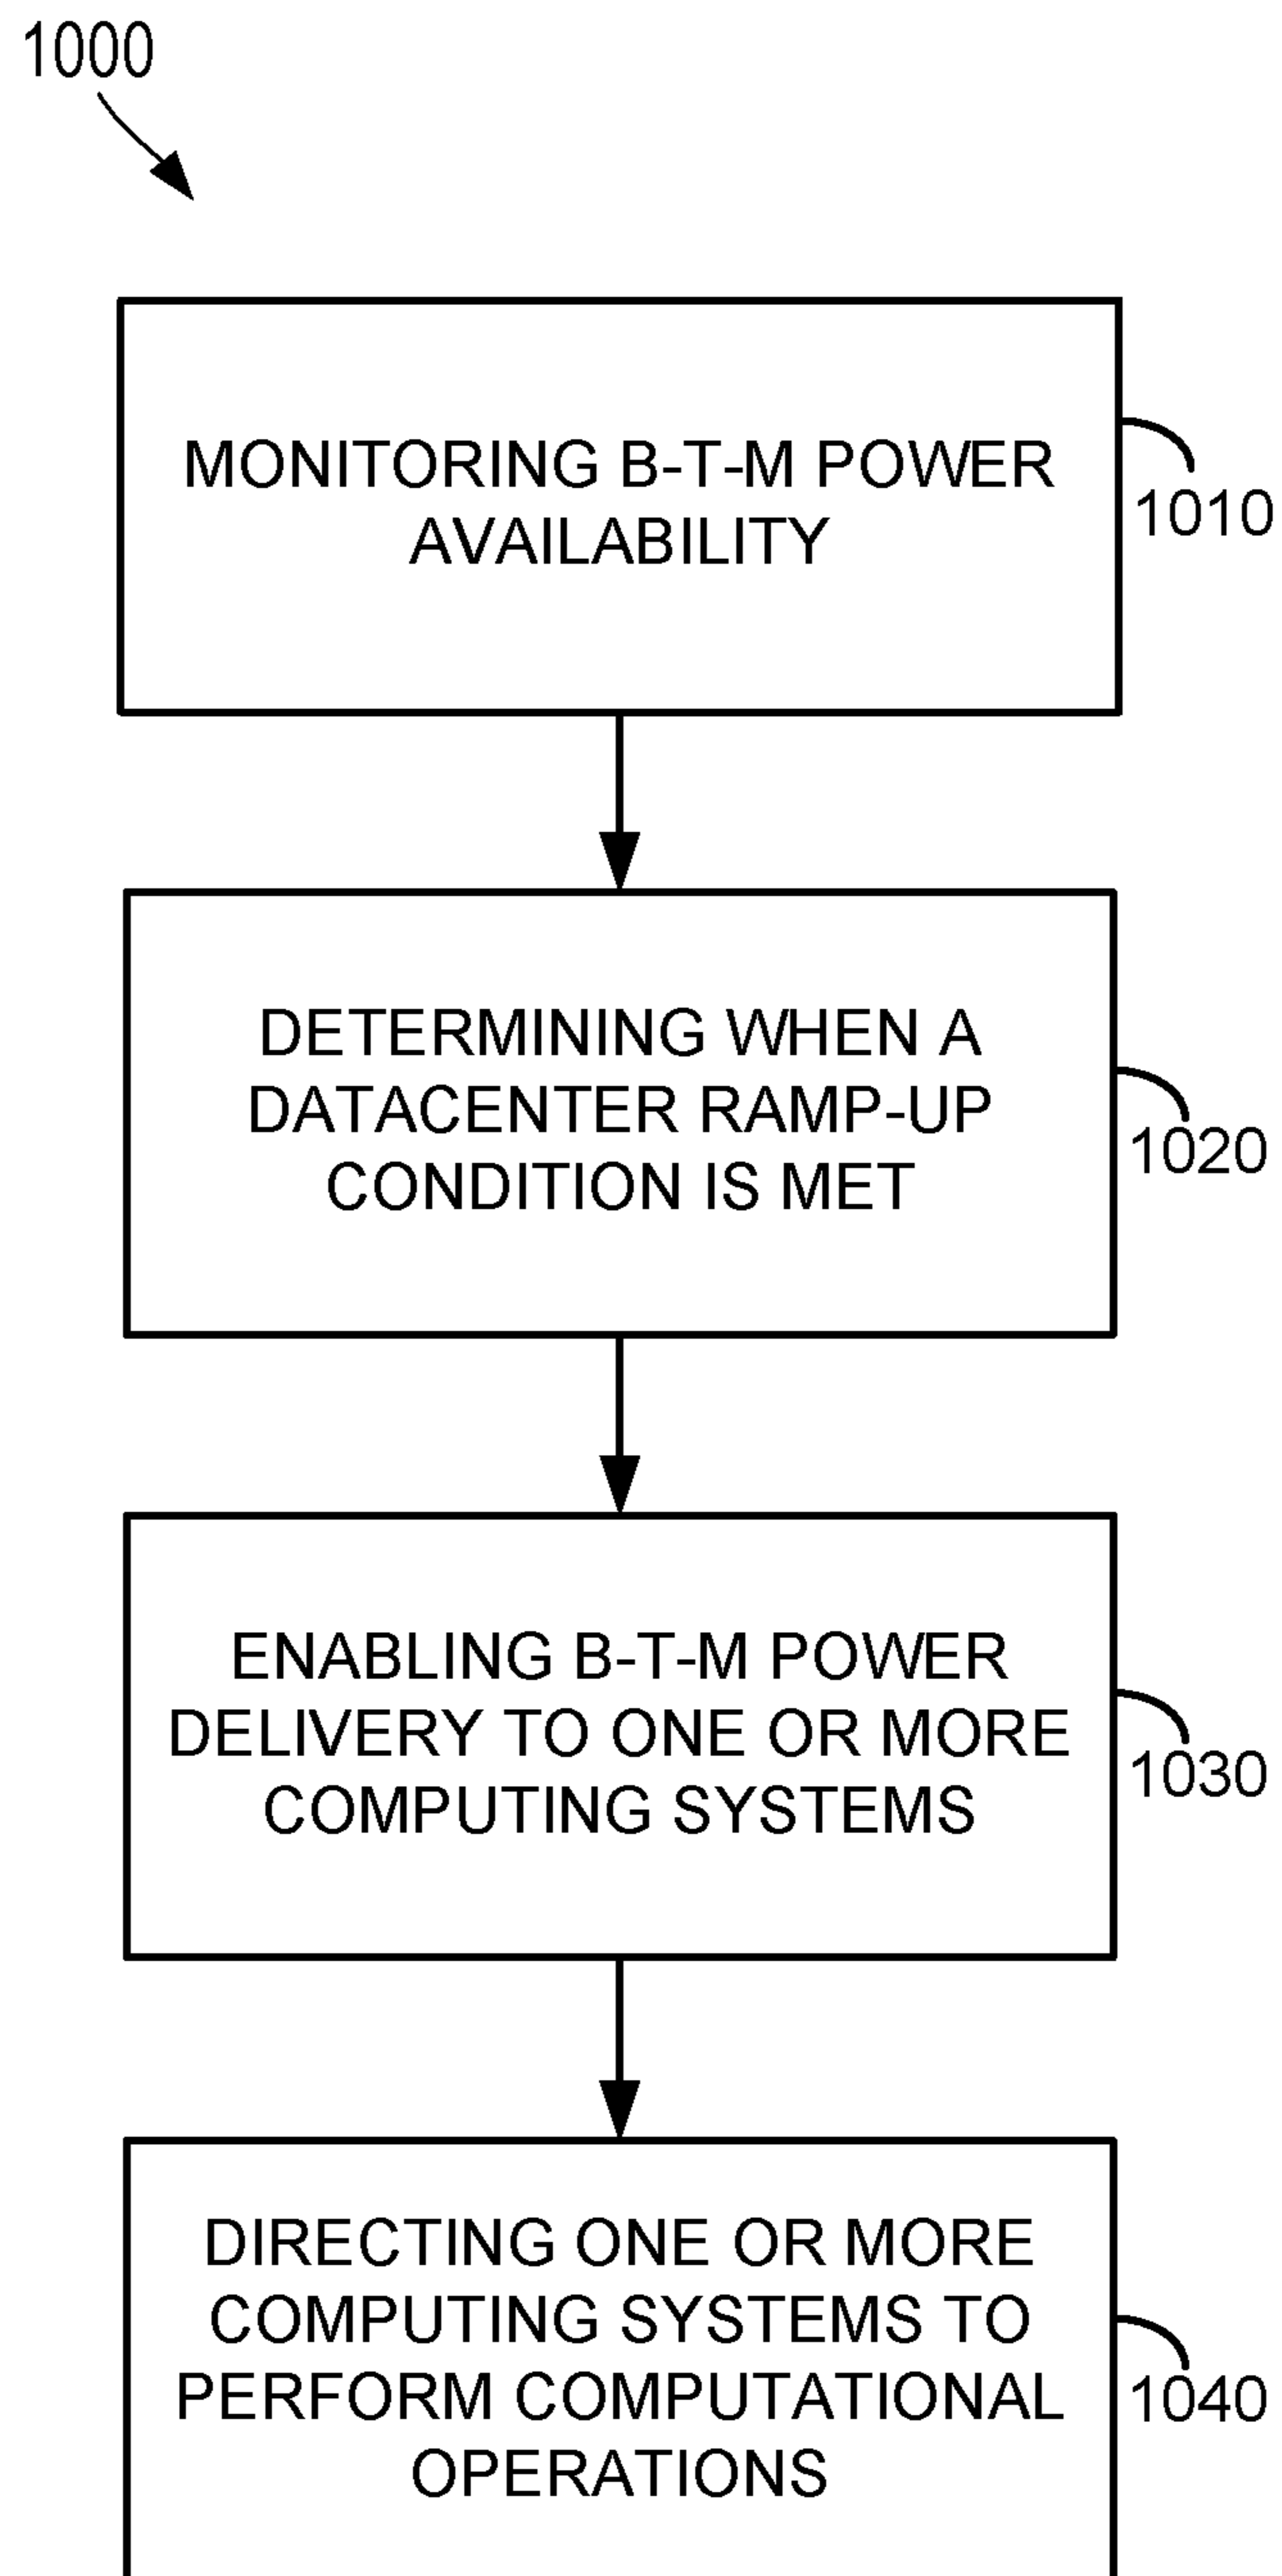 1000
MONITORING B-T-M POWER
AVAILABILITY
1010
DETERMINING WHEN A
DATACENTER RAMP-UP
CONDITION IS MET
1020
ENABLING B-T-M POWER
DELIVERY TO ONE OR MORE
COMPUTING SYSTEMS
1030
DIRECTING ONE OR MORE
COMPUTING SYSTEMS TO
PERFORM COMPUTATIONAL
OPERATIONS
1040